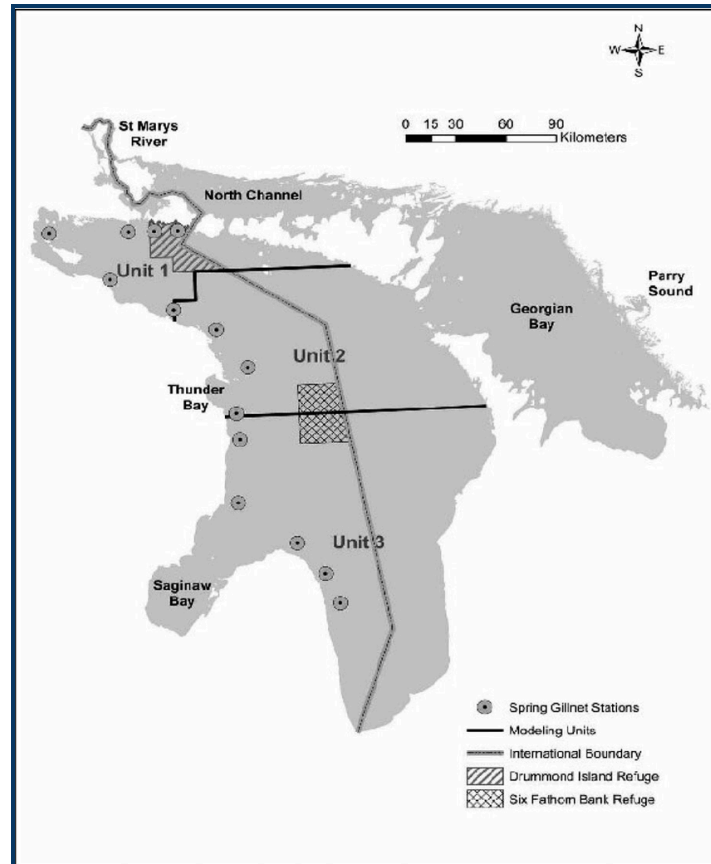 N
W E
S
St Marys
River
0 15 30 60 90
Kilometers
North Channel
Unit 1
Parry
Sound
Georgian
Bay
Unit 2
Thunder
Bay
Unit 3
Saginaw
Bay
Spring Gillnet Stations
Modeling Units
International Boundary
Drummond Island Refuge
Six Fathom Bank Refuge